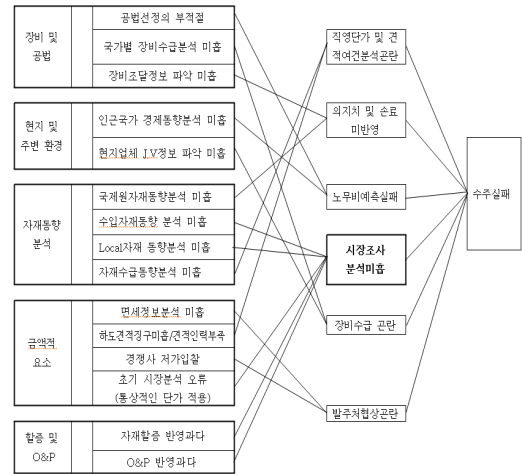 장비 및
공법
공법선정의 부적절
국가별 장비수급분석 미흡
장비조달정보 파악 미흡
현지 및
주변 환경
인근국가 경제동향분석 미흡
현지업체 J.V정보 파악 미흡
자재동향
분석
국제원자재동향분석 미흡
수입자재동향 분석 미흡
Local자재 동향분석 미흡
자재수급동향분석 미흡
금액적
요소
면세정보분석 미흡
하도견적징구미흡/견적인력부족
경쟁사 저가입찰
초기 시장분석 오류
(통상적인 단가 적용)
할증 및
O&P
자재할증 반영과다
O&P 반영과다
직영단가 및 견
적여건분석곤란
의지치 및 손료
미반영
노무비예측실패
시장조사
분석미흡
장비수급 곤란
발주처협상곤란
수주실패